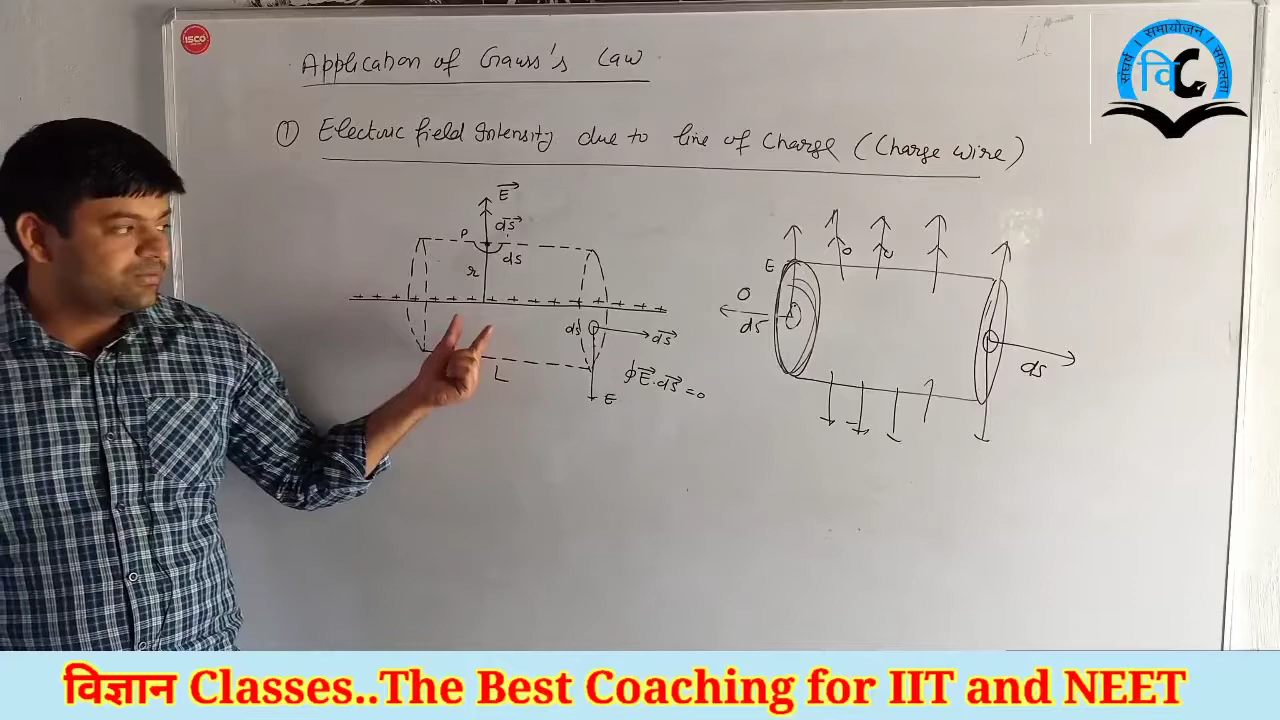 ISCO
Application of Gauss's Law
संघर्ष । समायोजन । सफलता
वि C
① Electric field Intensity due to line of Charge (Charge wire)
E
ds
P
ds
r
+ + + + + + + + + + + + + + + +
ds
ds
L
∮E.ds=0
E
E
0
ds
ds
विज्ञान Classes..The Best Coaching for IIT and NEET